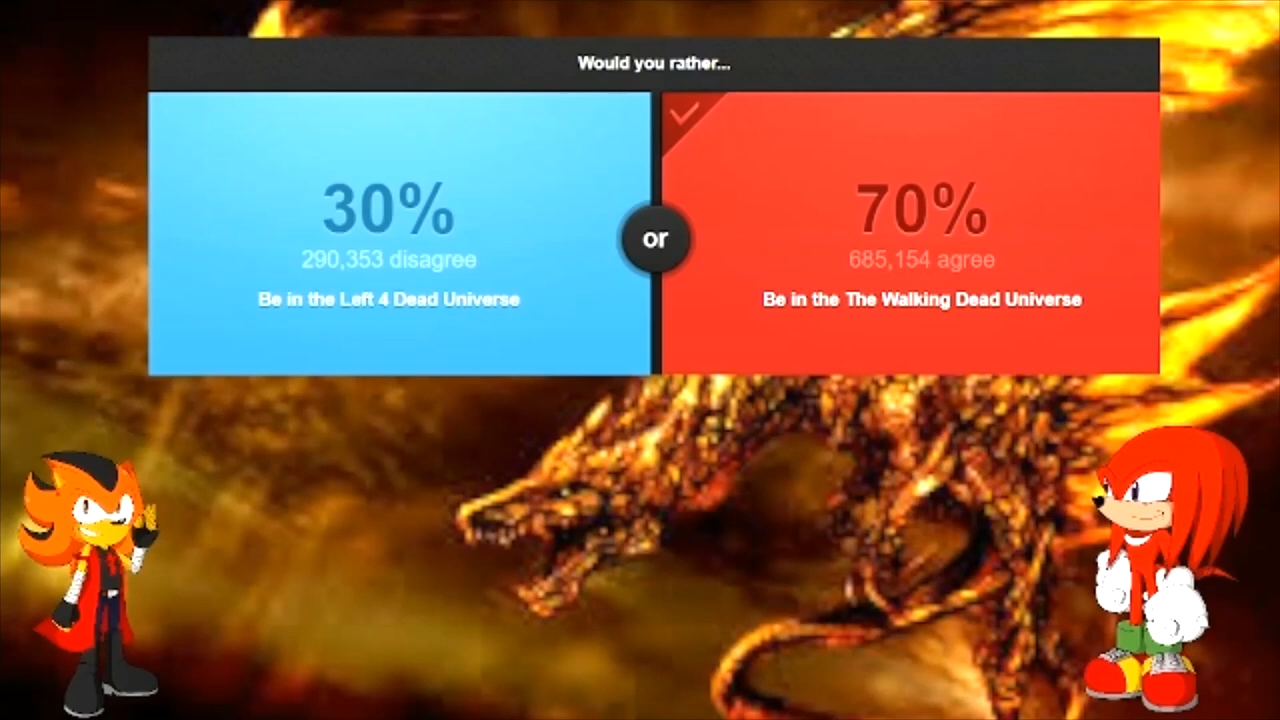 Would you rather...
30%
290,353 disagree
Be in the Left 4 Dead Universe
or
70%
685,154 agree
Be in the The Walking Dead Universe